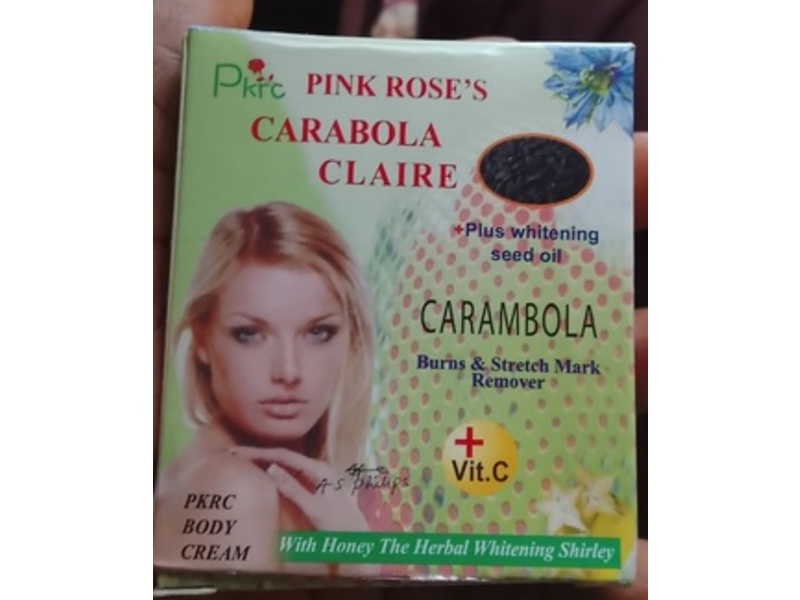 Pkrc PINK ROSE'S
CARABOLA
CLAIRE
+Plus whitening
seed oil
CARAMBOLA
Burns & Stretch Mark
Remover
+
Vit.C
A-S Philips
PKRC
BODY
CREAM
With Honey The Herbal Whitening Shirley